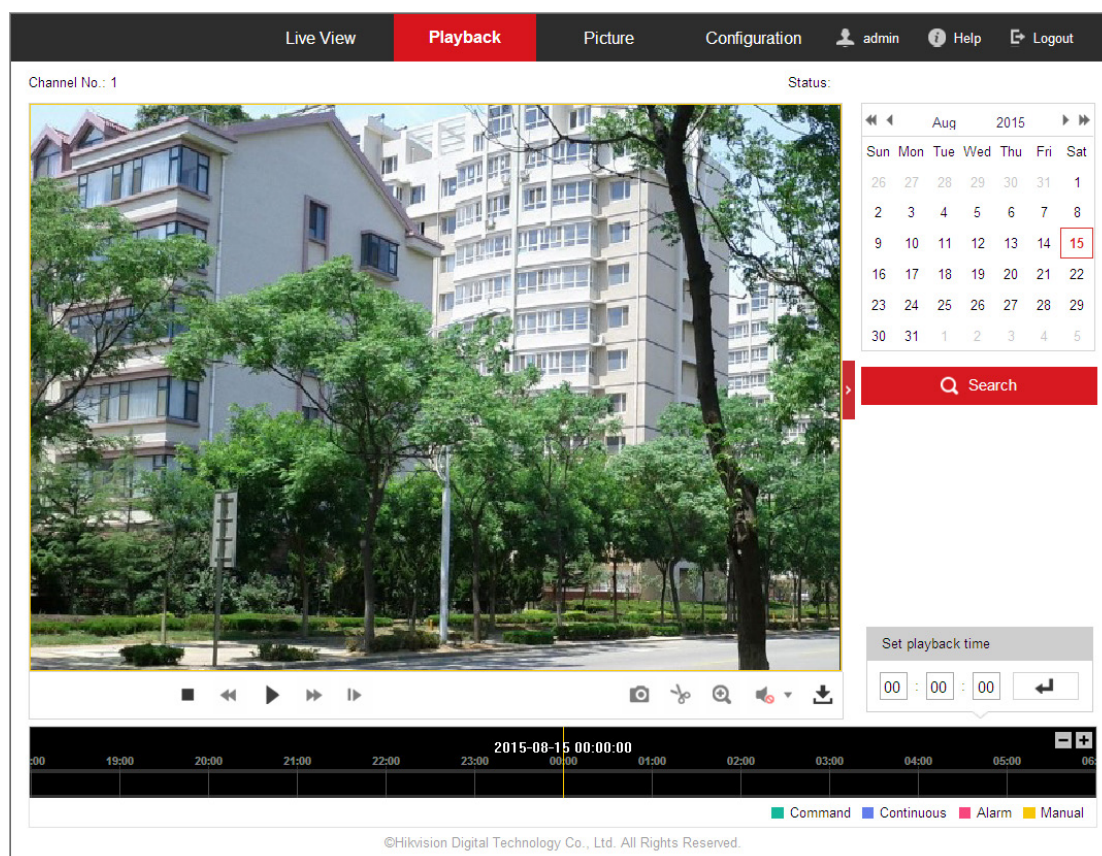 Live View Playback Picture Configuration admin Help Logout
Channel No.: 1 Status:
Aug 2015
Sun Mon Tue Wed Thu Fri Sat
26 27 28 29 30 31 1
2 3 4 5 6 7 8
9 10 11 12 13 14 15
16 17 18 19 20 21 22
23 24 25 26 27 28 29
30 31 1 2 3 4 5
Search
Set playback time
00 : 00 : 00
2015-08-15 00:00:00
:00 19:00 20:00 21:00 22:00 23:00 00:00 01:00 02:00 03:00 04:00 05:00 06:
Command Continuous Alarm Manual
©Hikvision Digital Technology Co., Ltd. All Rights Reserved.